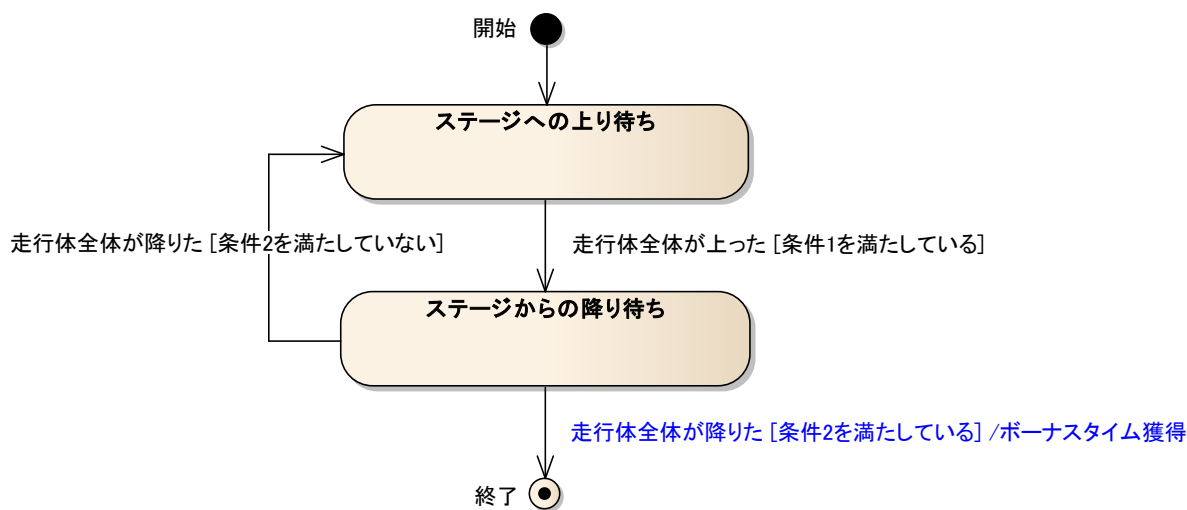 開始
ステージへの上り待ち
走行体全体が降りた [条件2を満たしていない]
走行体全体が上った [条件1を満たしている]
ステージからの降り待ち
走行体全体が降りた [条件2を満たしている] /ボーナスタイム獲得
終了